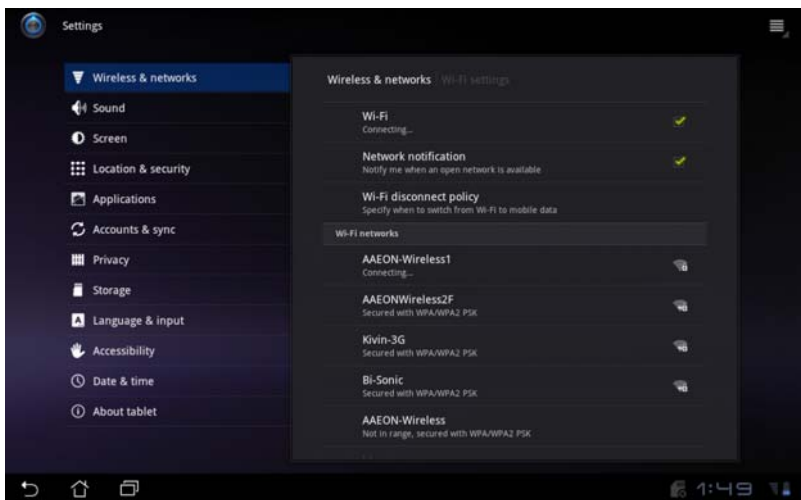 Settings
Wireless & networks
Sound
Screen
Location & security
Applications
Accounts & sync
Privacy
Storage
Language & input
Accessibility
Date & time
About tablet
Wireless & networks Wi-Fi settings
Wi-Fi
Connecting...
Network notification
Notify me when an open network is available
Wi-Fi disconnect policy
Specify when to switch from Wi-Fi to mobile data
Wi-Fi networks
AAEON-Wireless1
Connecting...
AAEONWireless2F
Secured with WPA/WPA2 PSK
Kivin-3G
Secured with WPA/WPA2 PSK
Bi-Sonic
Secured with WPA/WPA2 PSK
AAEON-Wireless
Not in range, secured with WPA/WPA2 PSK
1:49